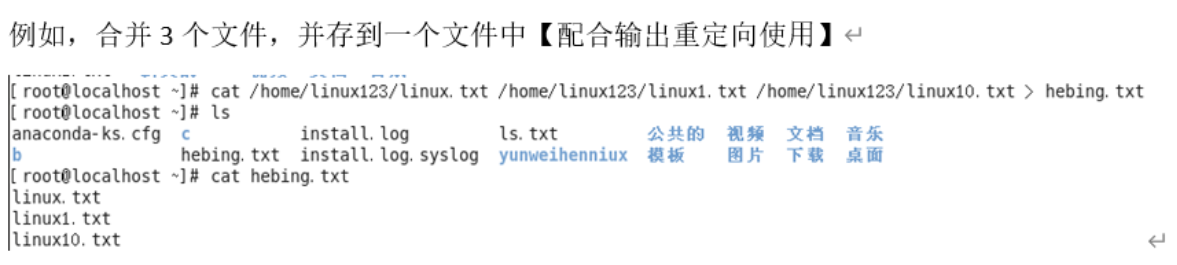 例如，合并 3 个文件，并存到一个文件中【配合输出重定向使用】↵
[root@localhost ~]# cat /home/linux123/linux.txt /home/linux123/linux1.txt /home/linux123/linux10.txt > hebing.txt
[root@localhost ~]# ls
anaconda-ks.cfg c install.log ls.txt 公共的 视频 文档 音乐
b hebing.txt install.log.syslog yunweihenniux 模板 图片 下载 桌面
[root@localhost ~]# cat hebing.txt
linux.txt
linux1.txt
linux10.txt
↵